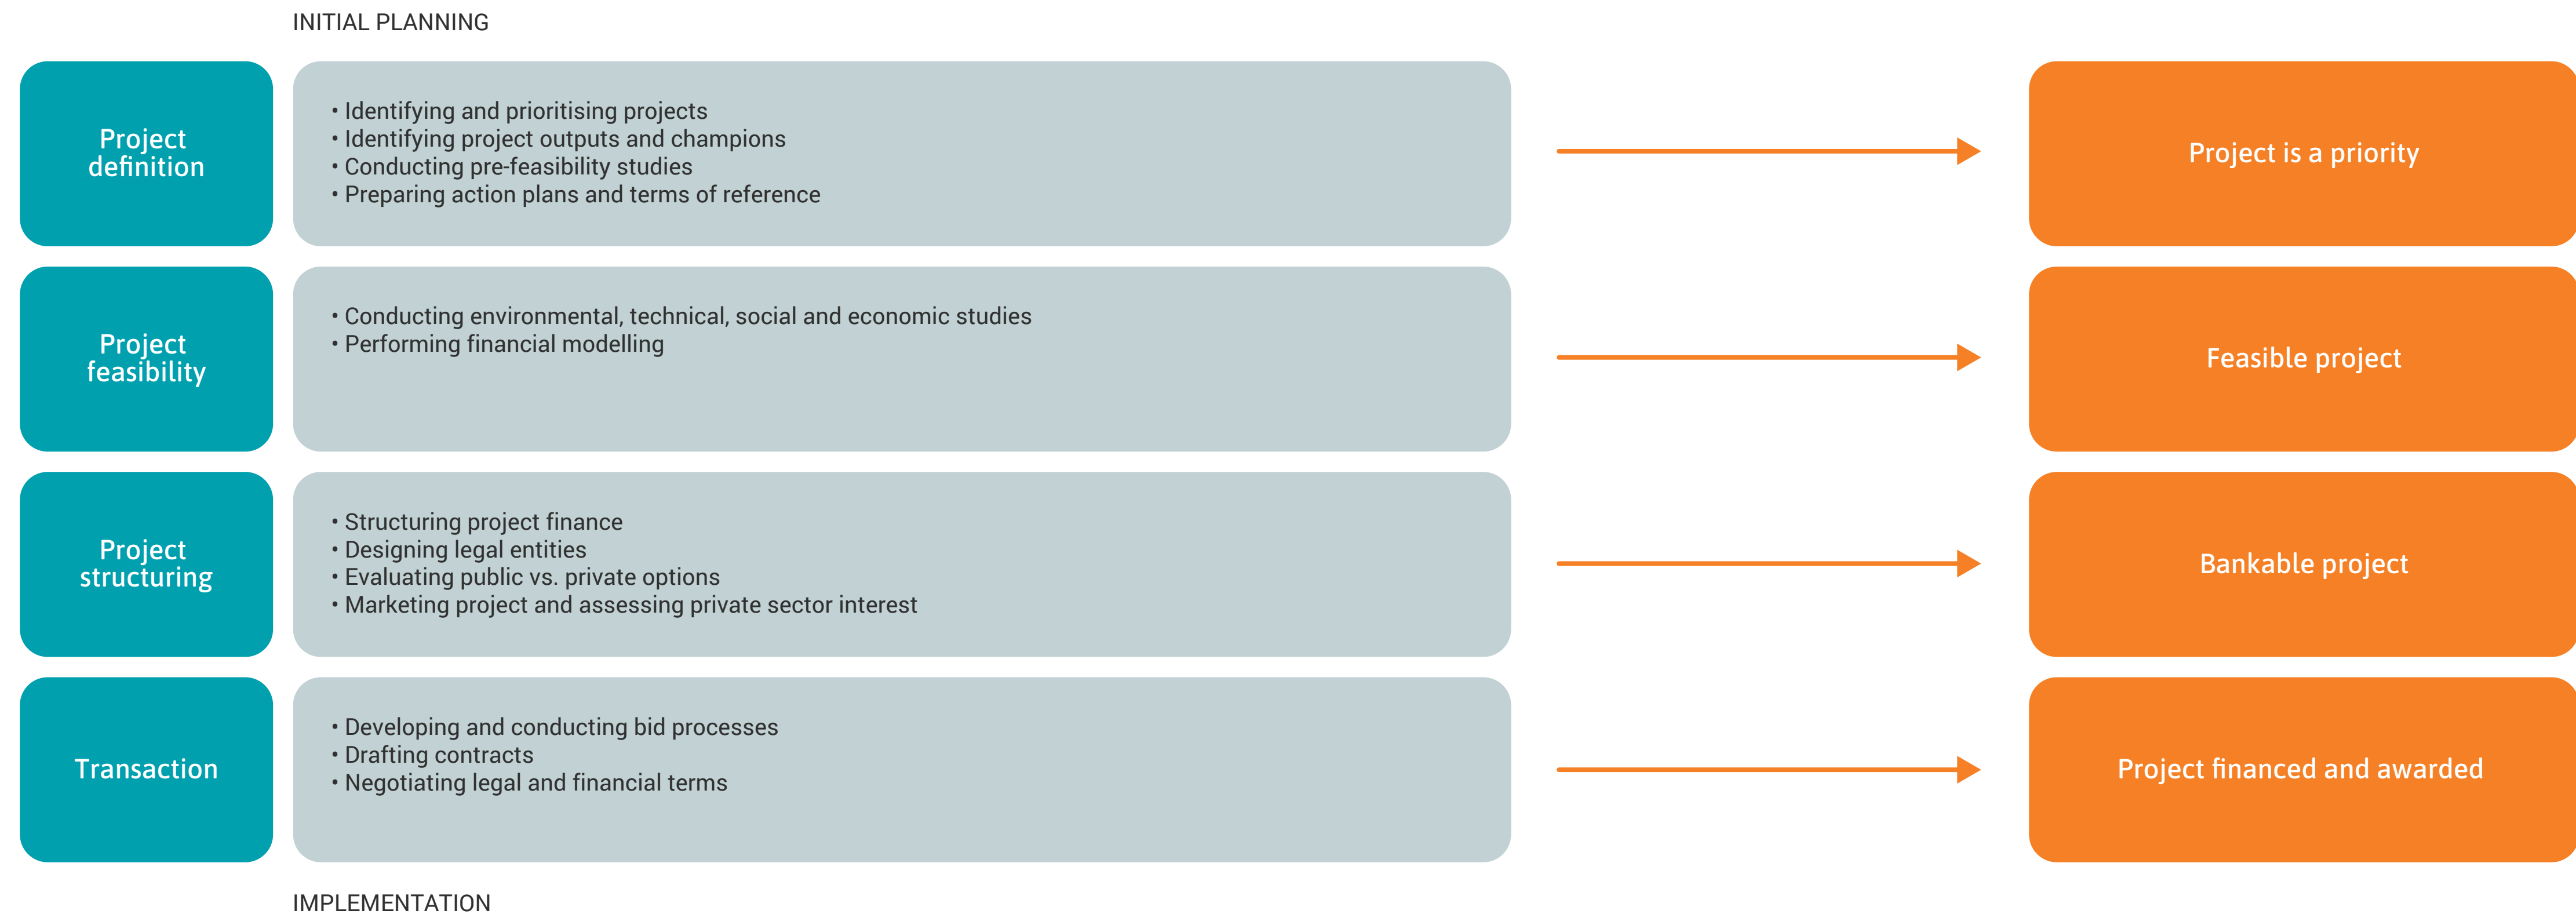 INITIAL PLANNING
Project
definition
• Identifying and prioritising projects
• Identifying project outputs and champions
• Conducting pre-feasibility studies
• Preparing action plans and terms of reference
Project is a priority
Project
feasibility
• Conducting environmental, technical, social and economic studies
• Performing financial modelling
Feasible project
Project
structuring
• Structuring project finance
• Designing legal entities
• Evaluating public vs. private options
• Marketing project and assessing private sector interest
Bankable project
Transaction
• Developing and conducting bid processes
• Drafting contracts
• Negotiating legal and financial terms
Project financed and awarded
IMPLEMENTATION